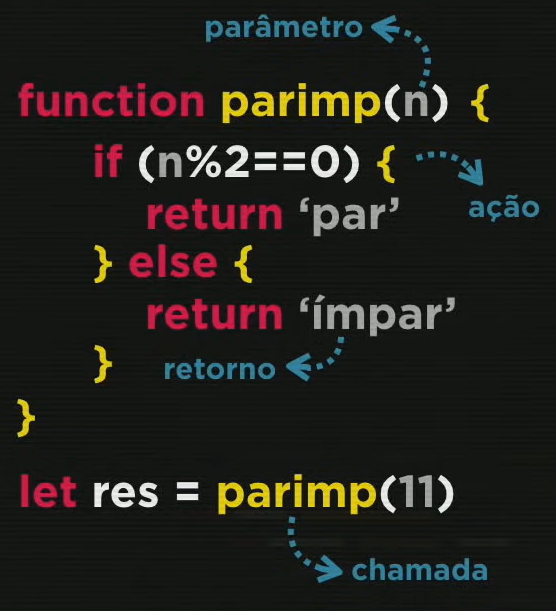 parâmetro
function parimp(n) {
if (n%2==0) {
return ‘par’
ação
} else {
return ‘ímpar’
}
retorno
}
let res = parimp(11)
chamada